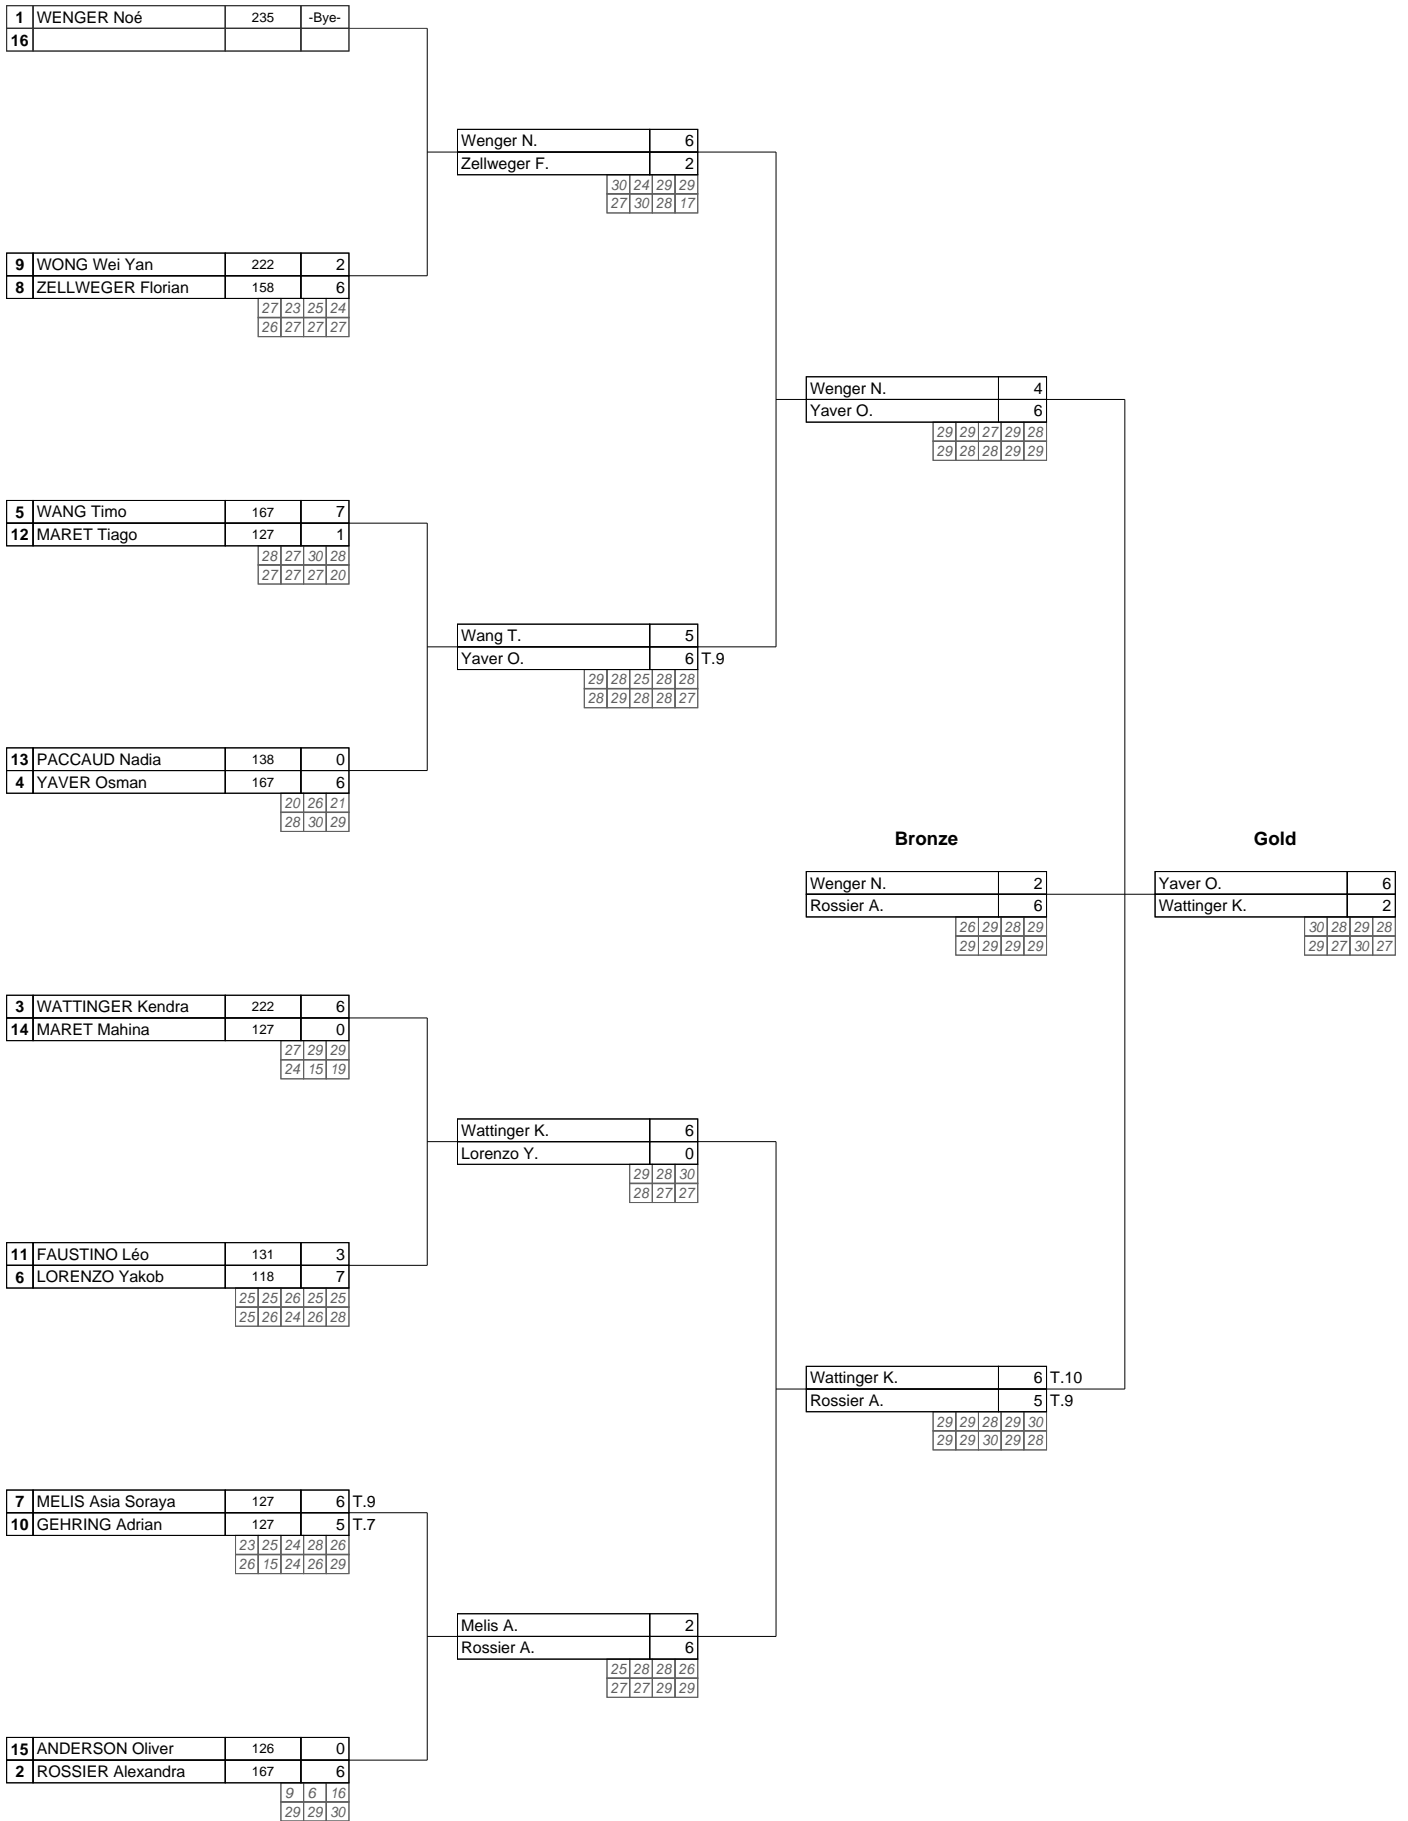 1 WENGER Noé 235 -Bye-
16
Wenger N. 6
Zellweger F. 2
30 24 29 29
27 30 28 17
9 WONG Wei Yan 222 2
8 ZELLWEGER Florian 158 6
27 23 25 24
26 27 27 27
Wenger N. 4
Yaver O. 6
29 29 27 29 28
29 28 28 29 29
5 WANG Timo 167 7
12 MARET Tiago 127 1
28 27 30 28
27 27 27 20
Wang T. 5
Yaver O. 6 T.9
29 28 25 28 28
28 29 28 28 27
13 PACCAUD Nadia 138 0
4 YAVER Osman 167 6
20 26 21
28 30 29
Bronze Gold
Wenger N. 2 Yaver O. 6
Rossier A. 6 Wattinger K. 2
26 29 28 29 30 28 29 28
29 29 29 29 29 27 30 27
3 WATTINGER Kendra 222 6
14 MARET Mahina 127 0
27 29 29
24 15 19
Wattinger K. 6
Lorenzo Y. 0
29 28 30
28 27 27
11 FAUSTINO Léo 131 3
6 LORENZO Yakob 118 7
25 25 26 25 25
25 26 24 26 28
Wattinger K. 6 T.10
Rossier A. 5 T.9
29 29 28 29 30
29 29 30 29 28
7 MELIS Asia Soraya 127 6 T.9
10 GEHRING Adrian 127 5 T.7
23 25 24 28 26
26 15 24 26 29
Melis A. 2
Rossier A. 6
25 28 28 26
27 27 29 29
15 ANDERSON Oliver 126 0
2 ROSSIER Alexandra 167 6
9 6 16
29 29 30